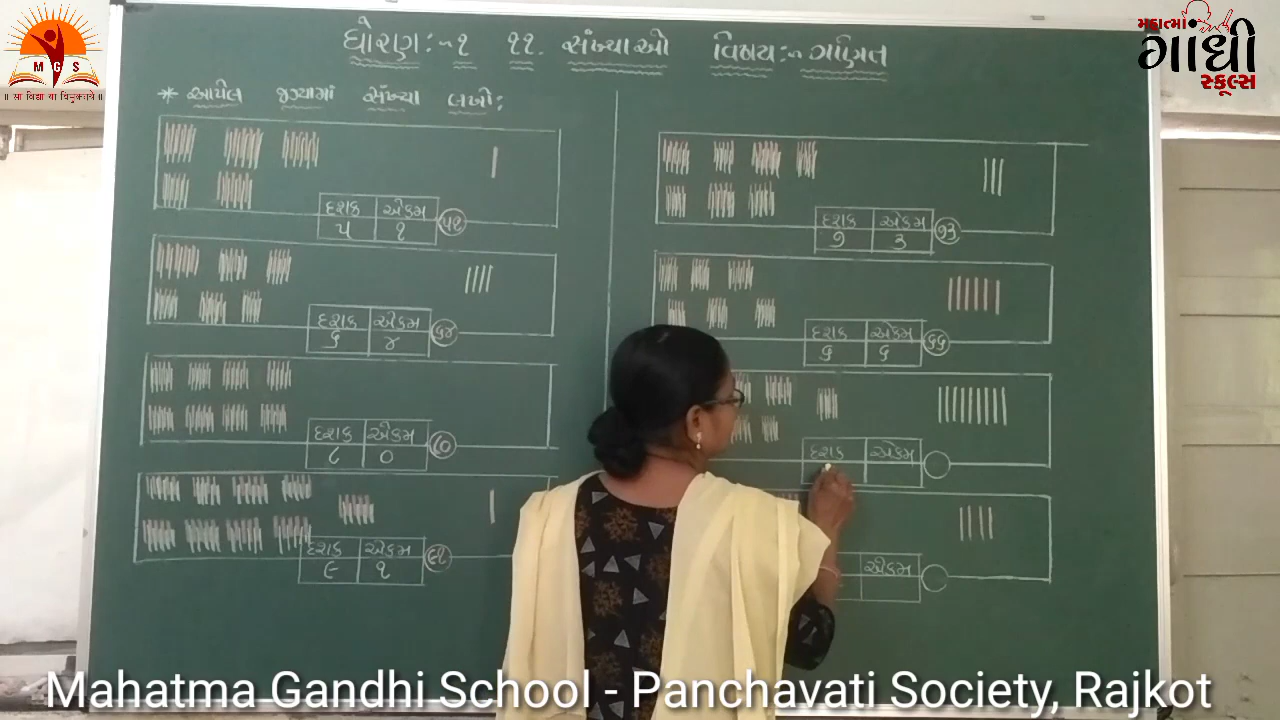 MGS
॥ सा विद्या या विमुक्तये ॥
મહાત્મા
ગાંધી
સ્કૂલ્સ
ધોરણ:-૧ ૧૧. સંખ્યાઓ વિષય:- ગણિત
* આપેલ જગ્યામાં સંખ્યા લખો:
દશક એકમ
૫ ૧ ૫૧
દશક એકમ
૬ ૪ ૬૪
દશક એકમ
૮ ૦ ૮૦
દશક એકમ
૯ ૧ ૯૧
દશક એકમ
૭ ૩ ૭૩
દશક એકમ
૬ ૬ ૬૬
દશક એકમ
એકમ
Mahatma Gandhi School - Panchavati Society, Rajkot